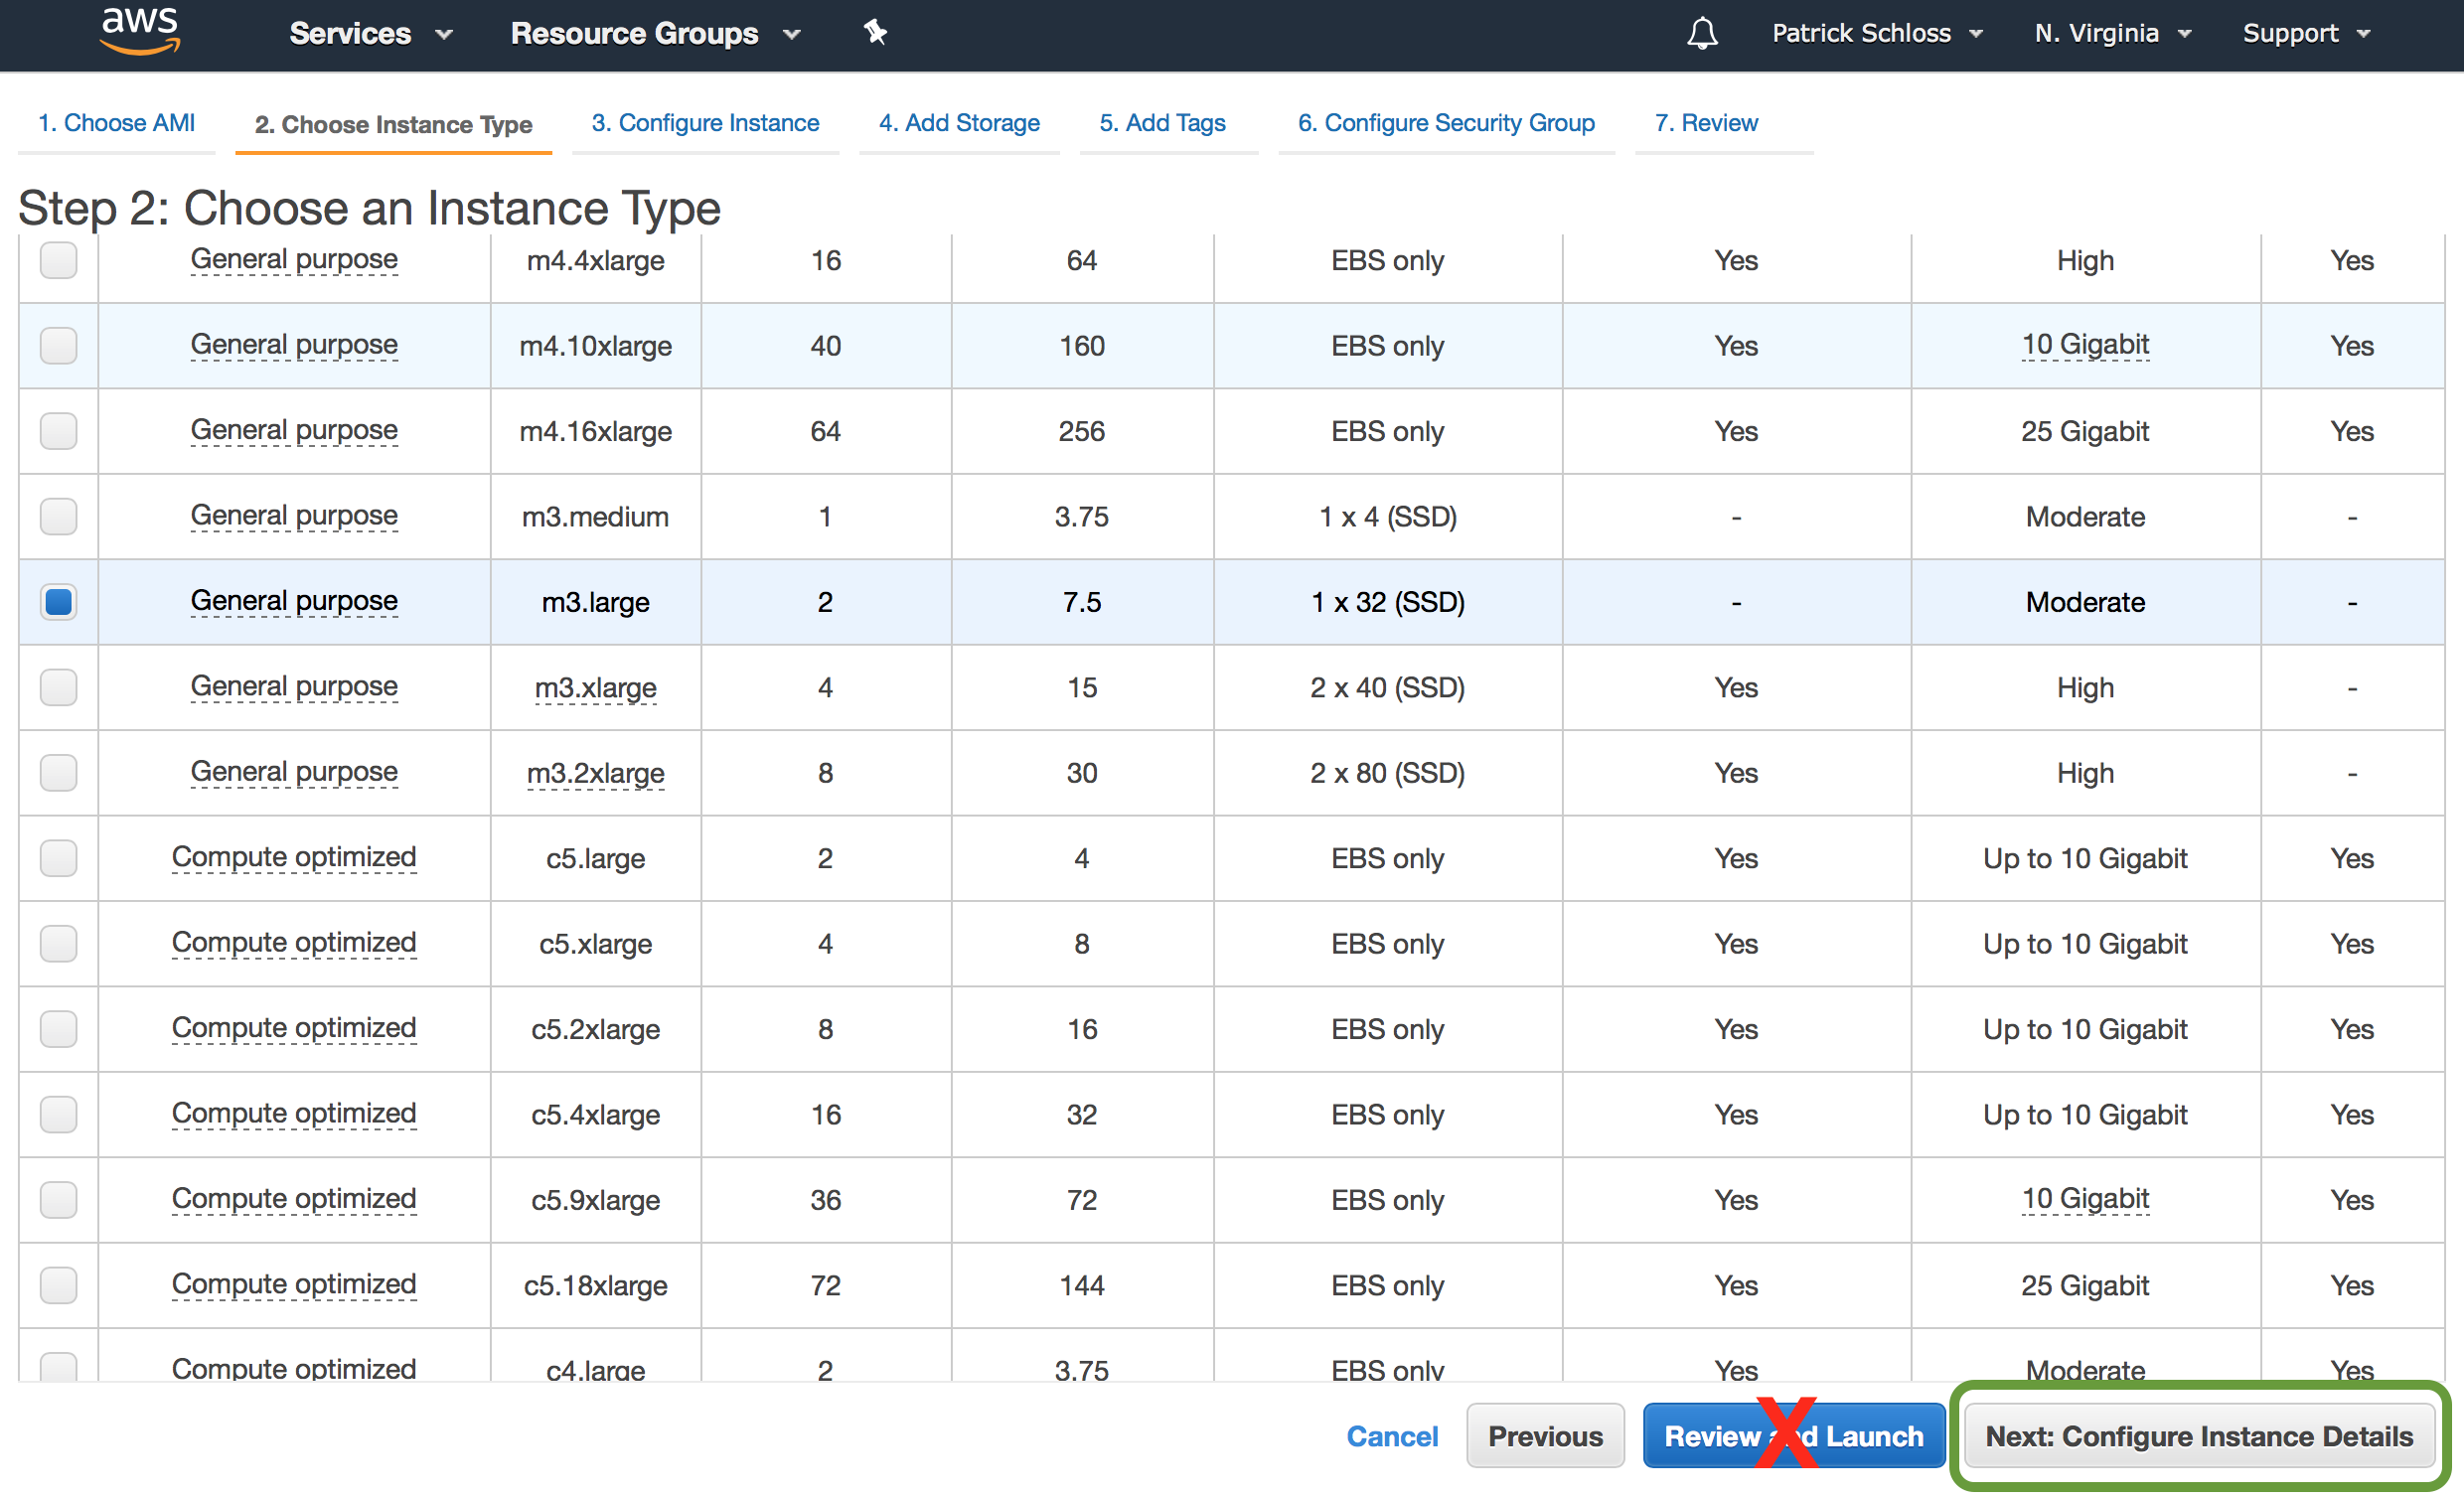 aws Services Resource Groups Patrick Schloss N. Virginia Support
1. Choose AMI 2. Choose Instance Type 3. Configure Instance 4. Add Storage 5. Add Tags 6. Configure Security Group 7. Review
Step 2: Choose an Instance Type
General purpose m4.4xlarge 16 64 EBS only Yes High Yes
General purpose m4.10xlarge 40 160 EBS only Yes 10 Gigabit Yes
General purpose m4.16xlarge 64 256 EBS only Yes 25 Gigabit Yes
General purpose m3.medium 1 3.75 1 x 4 (SSD) - Moderate -
General purpose m3.large 2 7.5 1 x 32 (SSD) - Moderate -
General purpose m3.xlarge 4 15 2 x 40 (SSD) Yes High -
General purpose m3.2xlarge 8 30 2 x 80 (SSD) Yes High -
Compute optimized c5.large 2 4 EBS only Yes Up to 10 Gigabit Yes
Compute optimized c5.xlarge 4 8 EBS only Yes Up to 10 Gigabit Yes
Compute optimized c5.2xlarge 8 16 EBS only Yes Up to 10 Gigabit Yes
Compute optimized c5.4xlarge 16 32 EBS only Yes Up to 10 Gigabit Yes
Compute optimized c5.9xlarge 36 72 EBS only Yes 10 Gigabit Yes
Compute optimized c5.18xlarge 72 144 EBS only Yes 25 Gigabit Yes
Compute optimized c4.large 2 3.75 EBS only Yes Moderate Yes
Cancel Previous Review and Launch X Next: Configure Instance Details